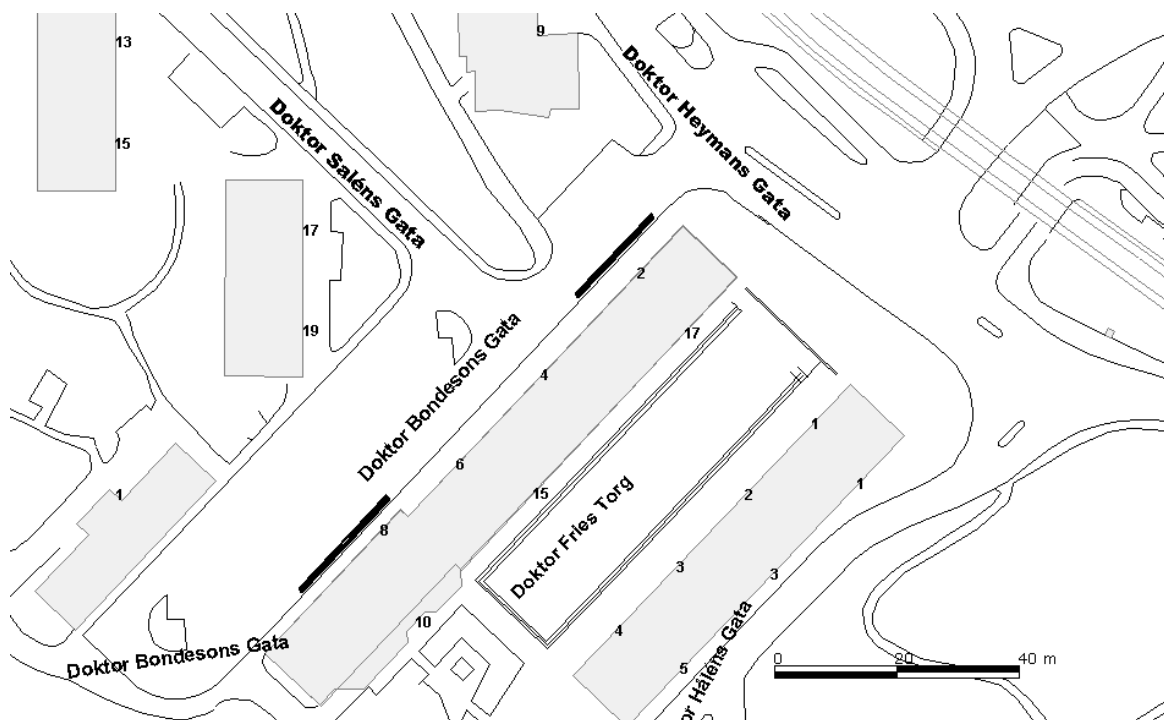 13
9
Doktor Heymans Gata
15
Doktor Saléns Gata
17
2
19
17
Doktor Bondesons Gata
4
1
6
1
15
2
1
8
Doktor Fries Torg
3
3
10
4
Doktor Bondesons Gata
5
or Háléns Gata
0 20 40 m